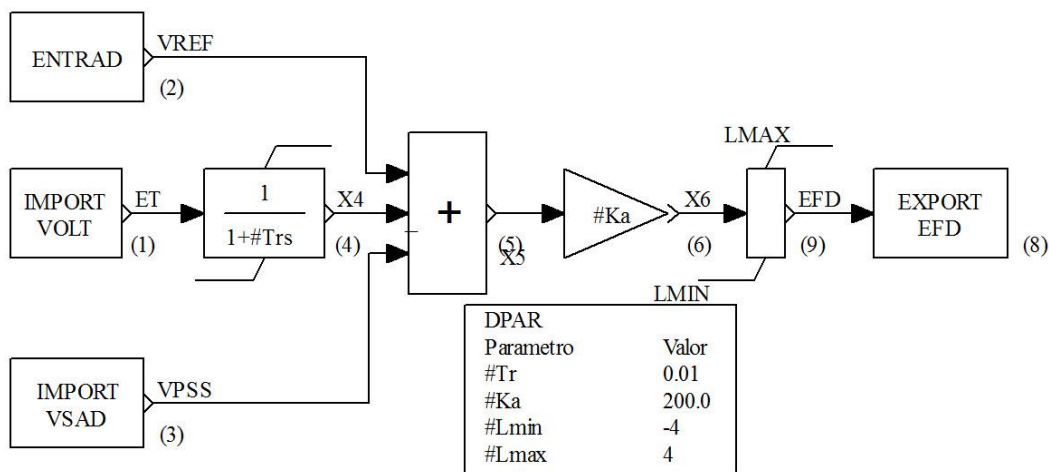 ENTRAD
VREF
(2)
IMPORT
VOLT
ET
(1)
1
1+#Trs
X4
(4)
+
−
(5)
X5
#Ka
X6
(6)
LMAX
LMIN
EFD
(9)
EXPORT
EFD
(8)
IMPORT
VSAD
VPSS
(3)
DPAR
Parametro Valor
#Tr 0.01
#Ka 200.0
#Lmin -4
#Lmax 4